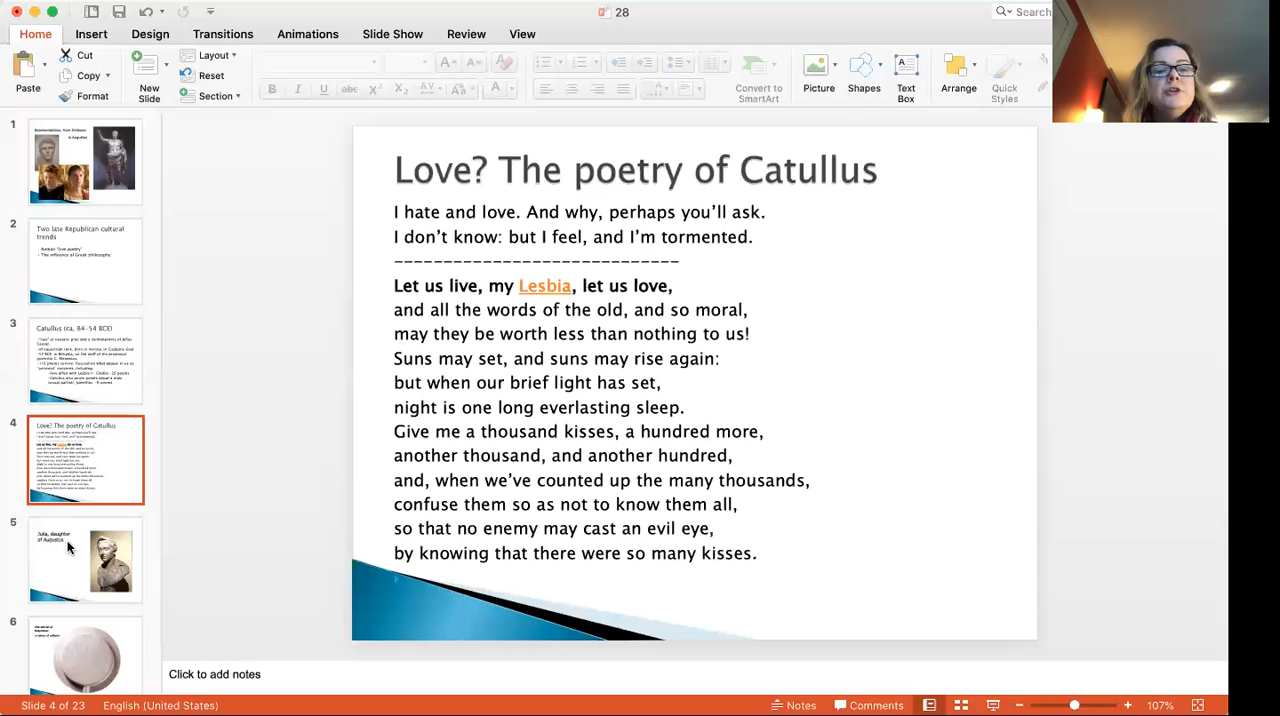 28
Search
Home Insert Design Transitions Animations Slide Show Review View
Paste
Cut
Copy
Format
New Slide
Layout
Reset
Section
Convert to SmartArt
Picture
Shapes
Text Box
Arrange
Quick Styles
1
2
Two late Republican cultural trends
3
Catullus (ca. 84-54 BCE)
4
Love? The poetry of Catullus
5
Julia, daughter
of Augustus
6
Love? The poetry of Catullus
I hate and love. And why, perhaps you'll ask.
I don't know: but I feel, and I'm tormented.
----------------------------
Let us live, my Lesbia, let us love,
and all the words of the old, and so moral,
may they be worth less than nothing to us!
Suns may set, and suns may rise again:
but when our brief light has set,
night is one long everlasting sleep.
Give me a thousand kisses, a hundred more,
another thousand, and another hundred,
and, when we've counted up the many thousands,
confuse them so as not to know them all,
so that no enemy may cast an evil eye,
by knowing that there were so many kisses.
Click to add notes
Slide 4 of 23 English (United States) Notes Comments 107%